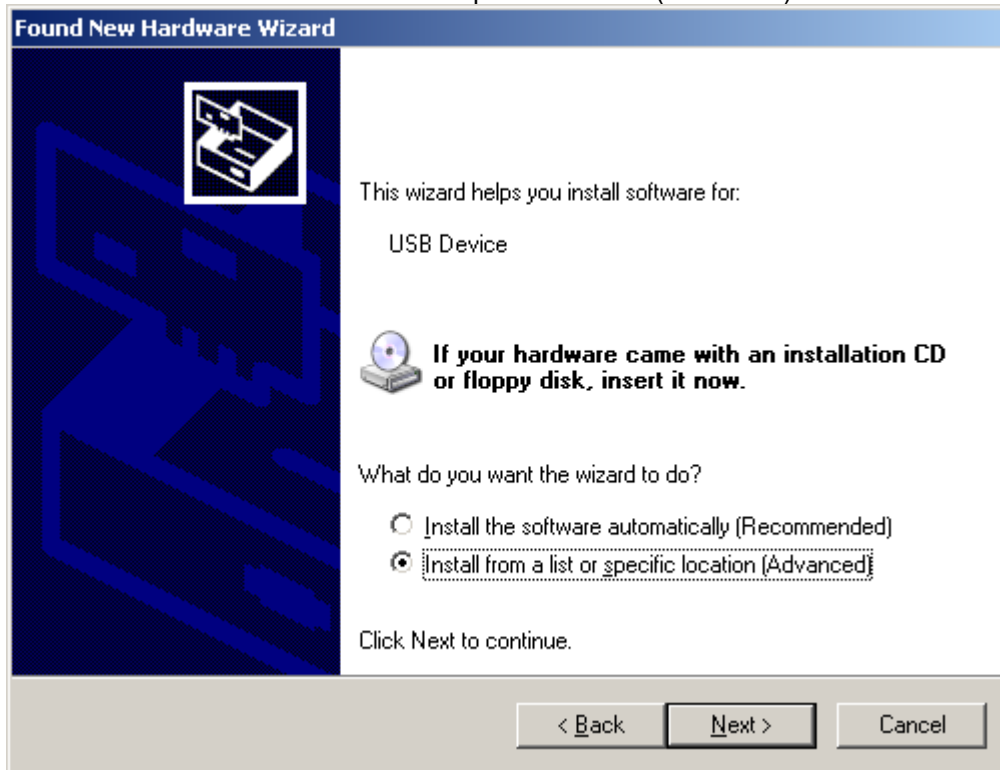 Found New Hardware Wizard
This wizard helps you install software for:
USB Device
If your hardware came with an installation CD
or floppy disk, insert it now.
What do you want the wizard to do?
Install the software automatically (Recommended)
Install from a list or specific location (Advanced)
Click Next to continue.
< Back
Next >
Cancel